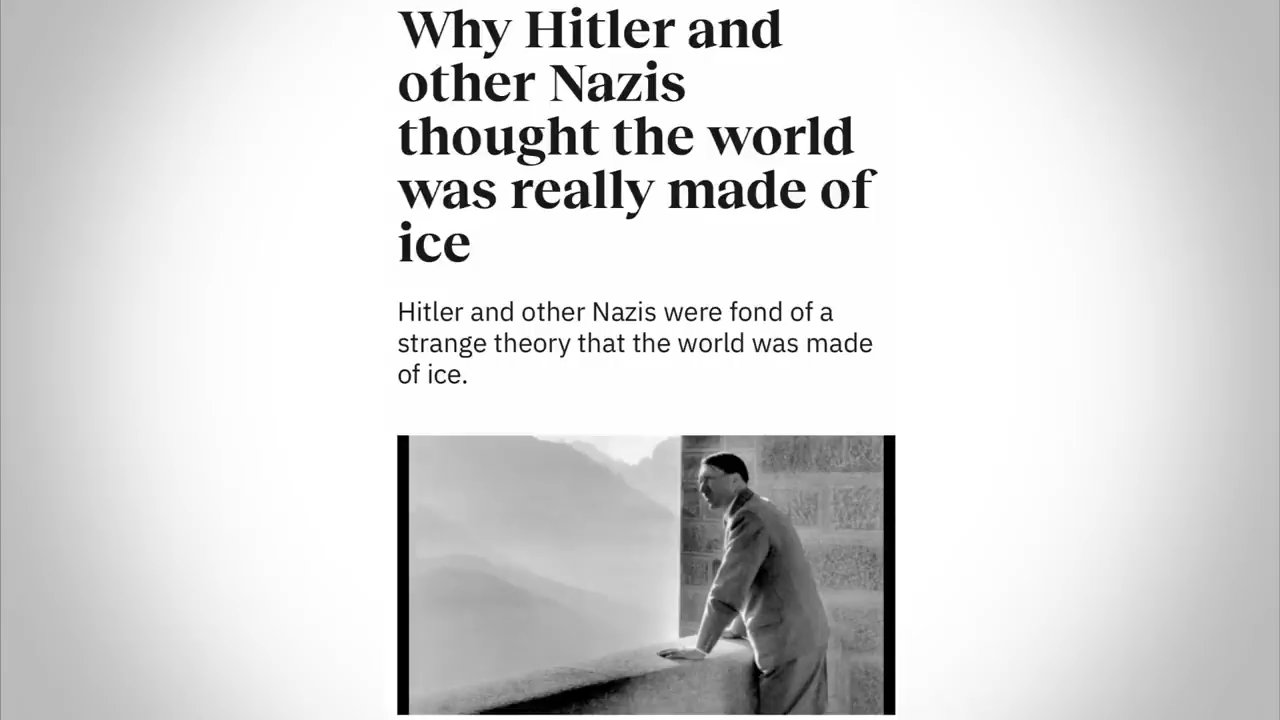 Why Hitler and
other Nazis
thought the world
was really made of
ice
Hitler and other Nazis were fond of a
strange theory that the world was made
of ice.